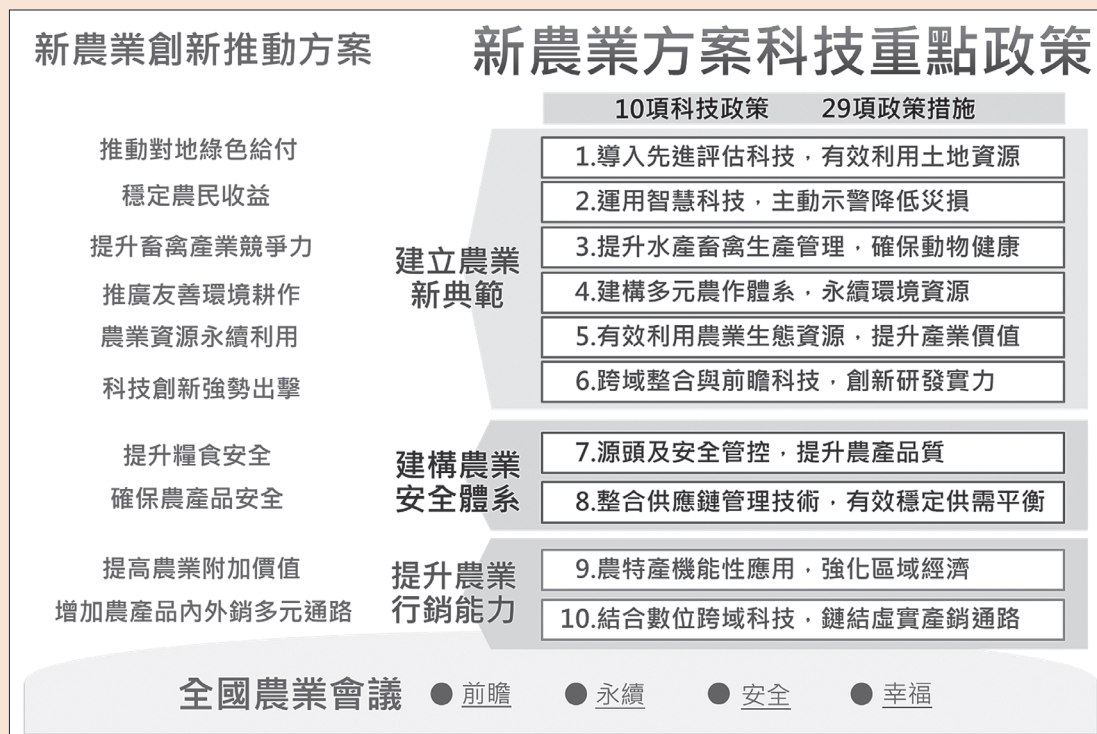 新農業創新推動方案
新農業方案科技重點政策
10項科技政策 29項政策措施
推動對地綠色給付
穩定農民收益
提升畜禽產業競爭力
推廣友善環境耕作
農業資源永續利用
科技創新強勢出擊
建立農業
新典範
1.導入先進評估科技，有效利用土地資源
2.運用智慧科技，主動示警降低災損
3.提升水產畜禽生產管理，確保動物健康
4.建構多元農作體系，永續環境資源
5.有效利用農業生態資源，提升產業價值
6.跨域整合與前瞻科技，創新研發實力
提升糧食安全
確保農產品安全
建構農業
安全體系
7.源頭及安全管控，提升農產品質
8.整合供應鏈管理技術，有效穩定供需平衡
提高農業附加價值
增加農產品內外銷多元通路
提升農業
行銷能力
9.農特產機能性應用，強化區域經濟
10.結合數位跨域科技，鏈結虛實產銷通路
全國農業會議 ● 前瞻 ● 永續 ● 安全 ● 幸福